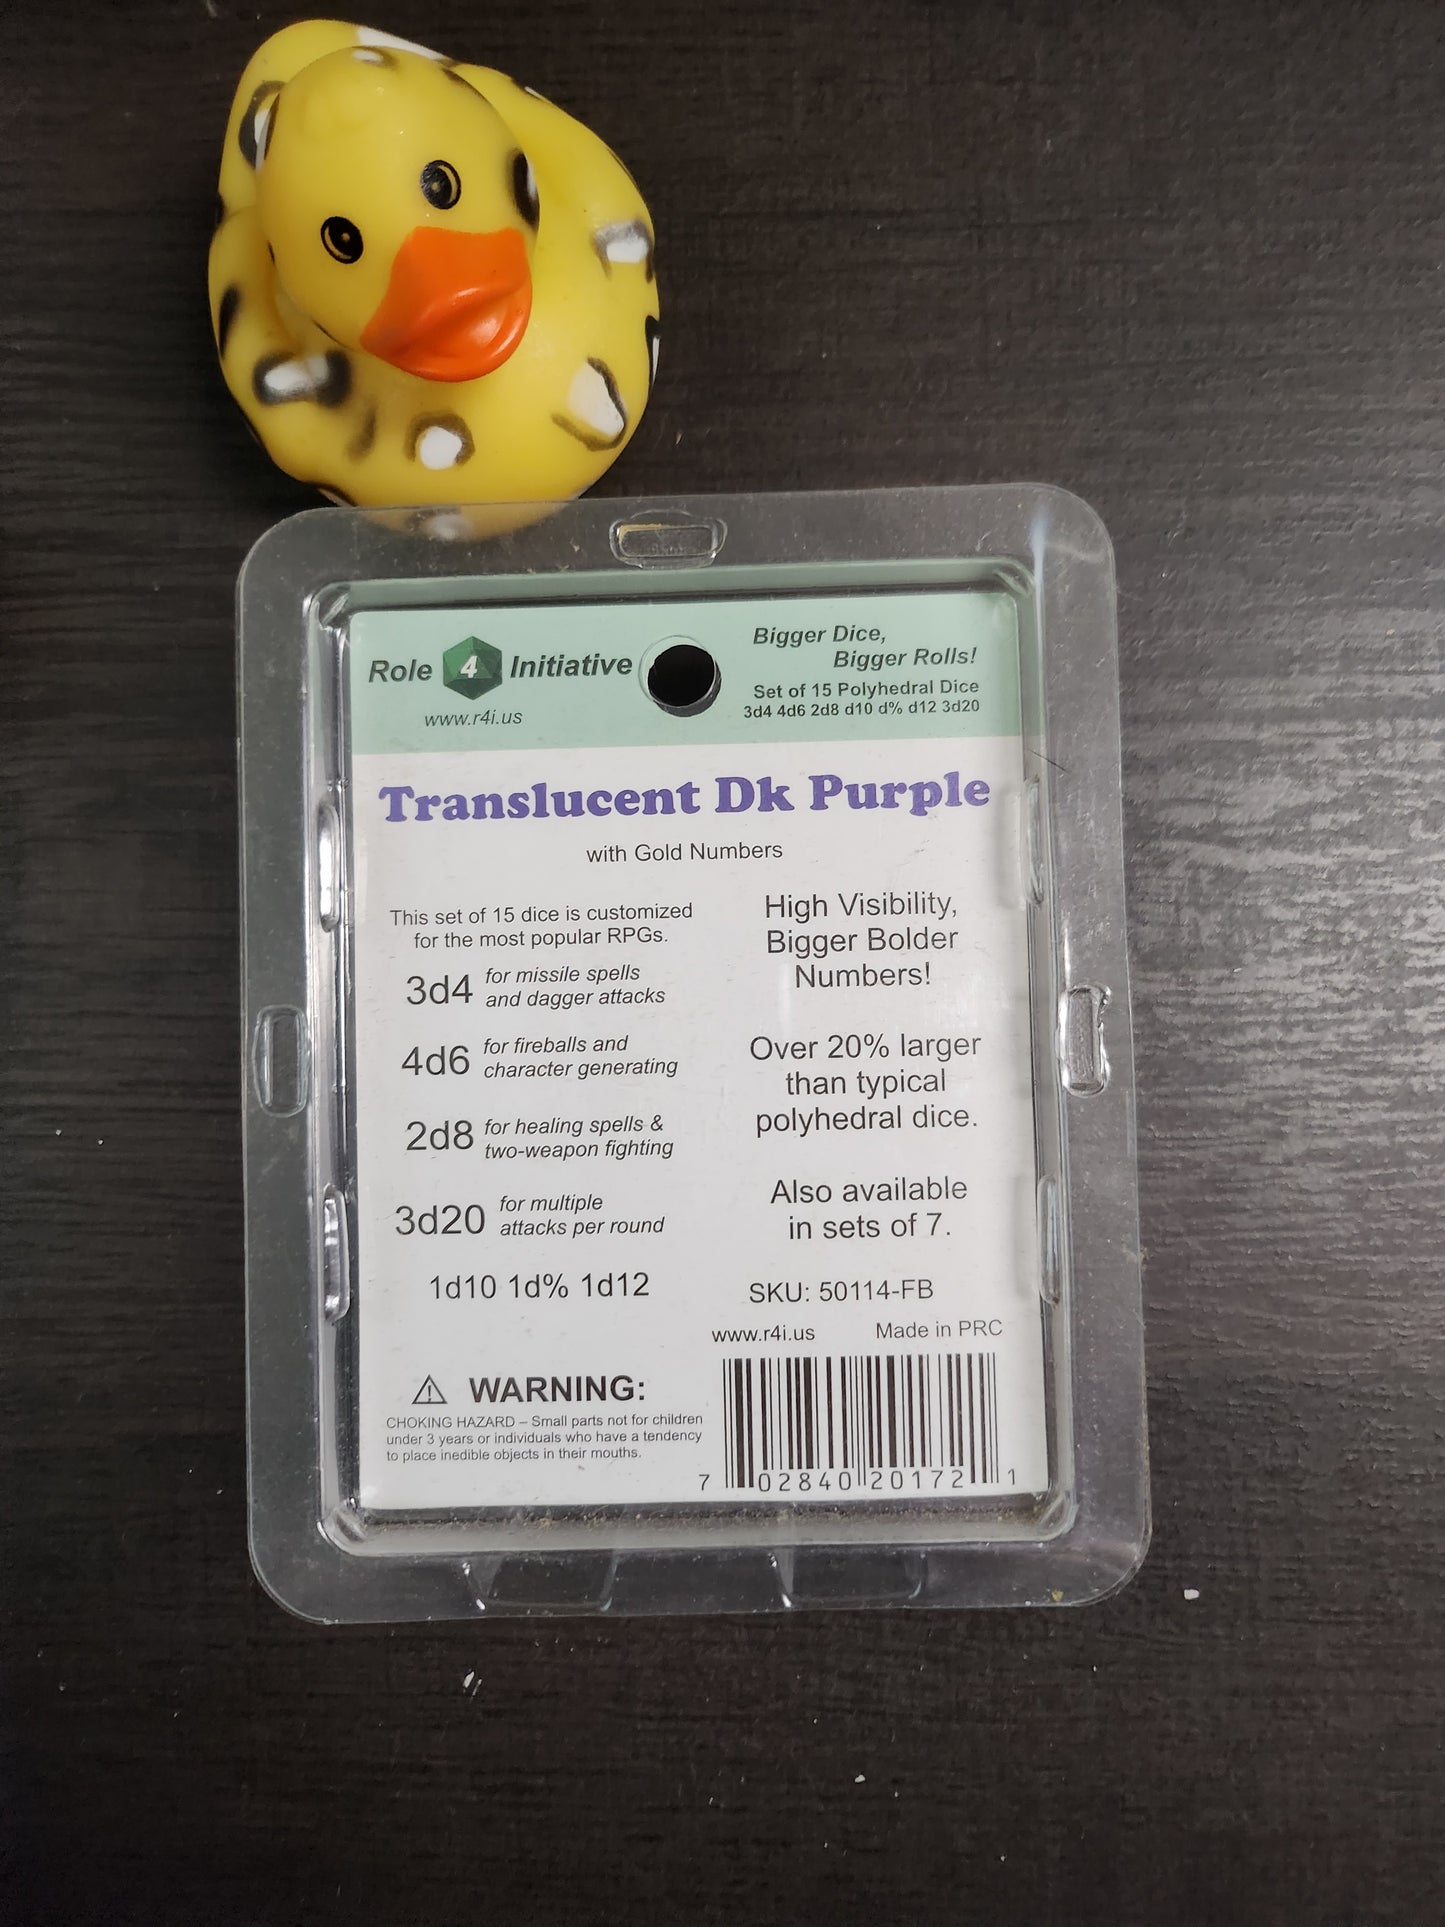 Role 4 Initiative
www.r4i.us
Bigger Dice,
Bigger Rolls!
Set of 15 Polyhedral Dice
3d4 4d6 2d8 d10 d% d12 3d20
Translucent Dk Purple
with Gold Numbers
This set of 15 dice is customized
for the most popular RPGs.
3d4 for missile spells
and dagger attacks
4d6 for fireballs and
character generating
2d8 for healing spells &
two-weapon fighting
3d20 for multiple
attacks per round
1d10 1d% 1d12
High Visibility,
Bigger Bolder
Numbers!
Over 20% larger
than typical
polyhedral dice.
Also available
in sets of 7.
SKU: 50114-FB
www.r4i.us Made in PRC
WARNING:
CHOKING HAZARD – Small parts not for children
under 3 years or individuals who have a tendency
to place inedible objects in their mouths.
7 02840 20172 1